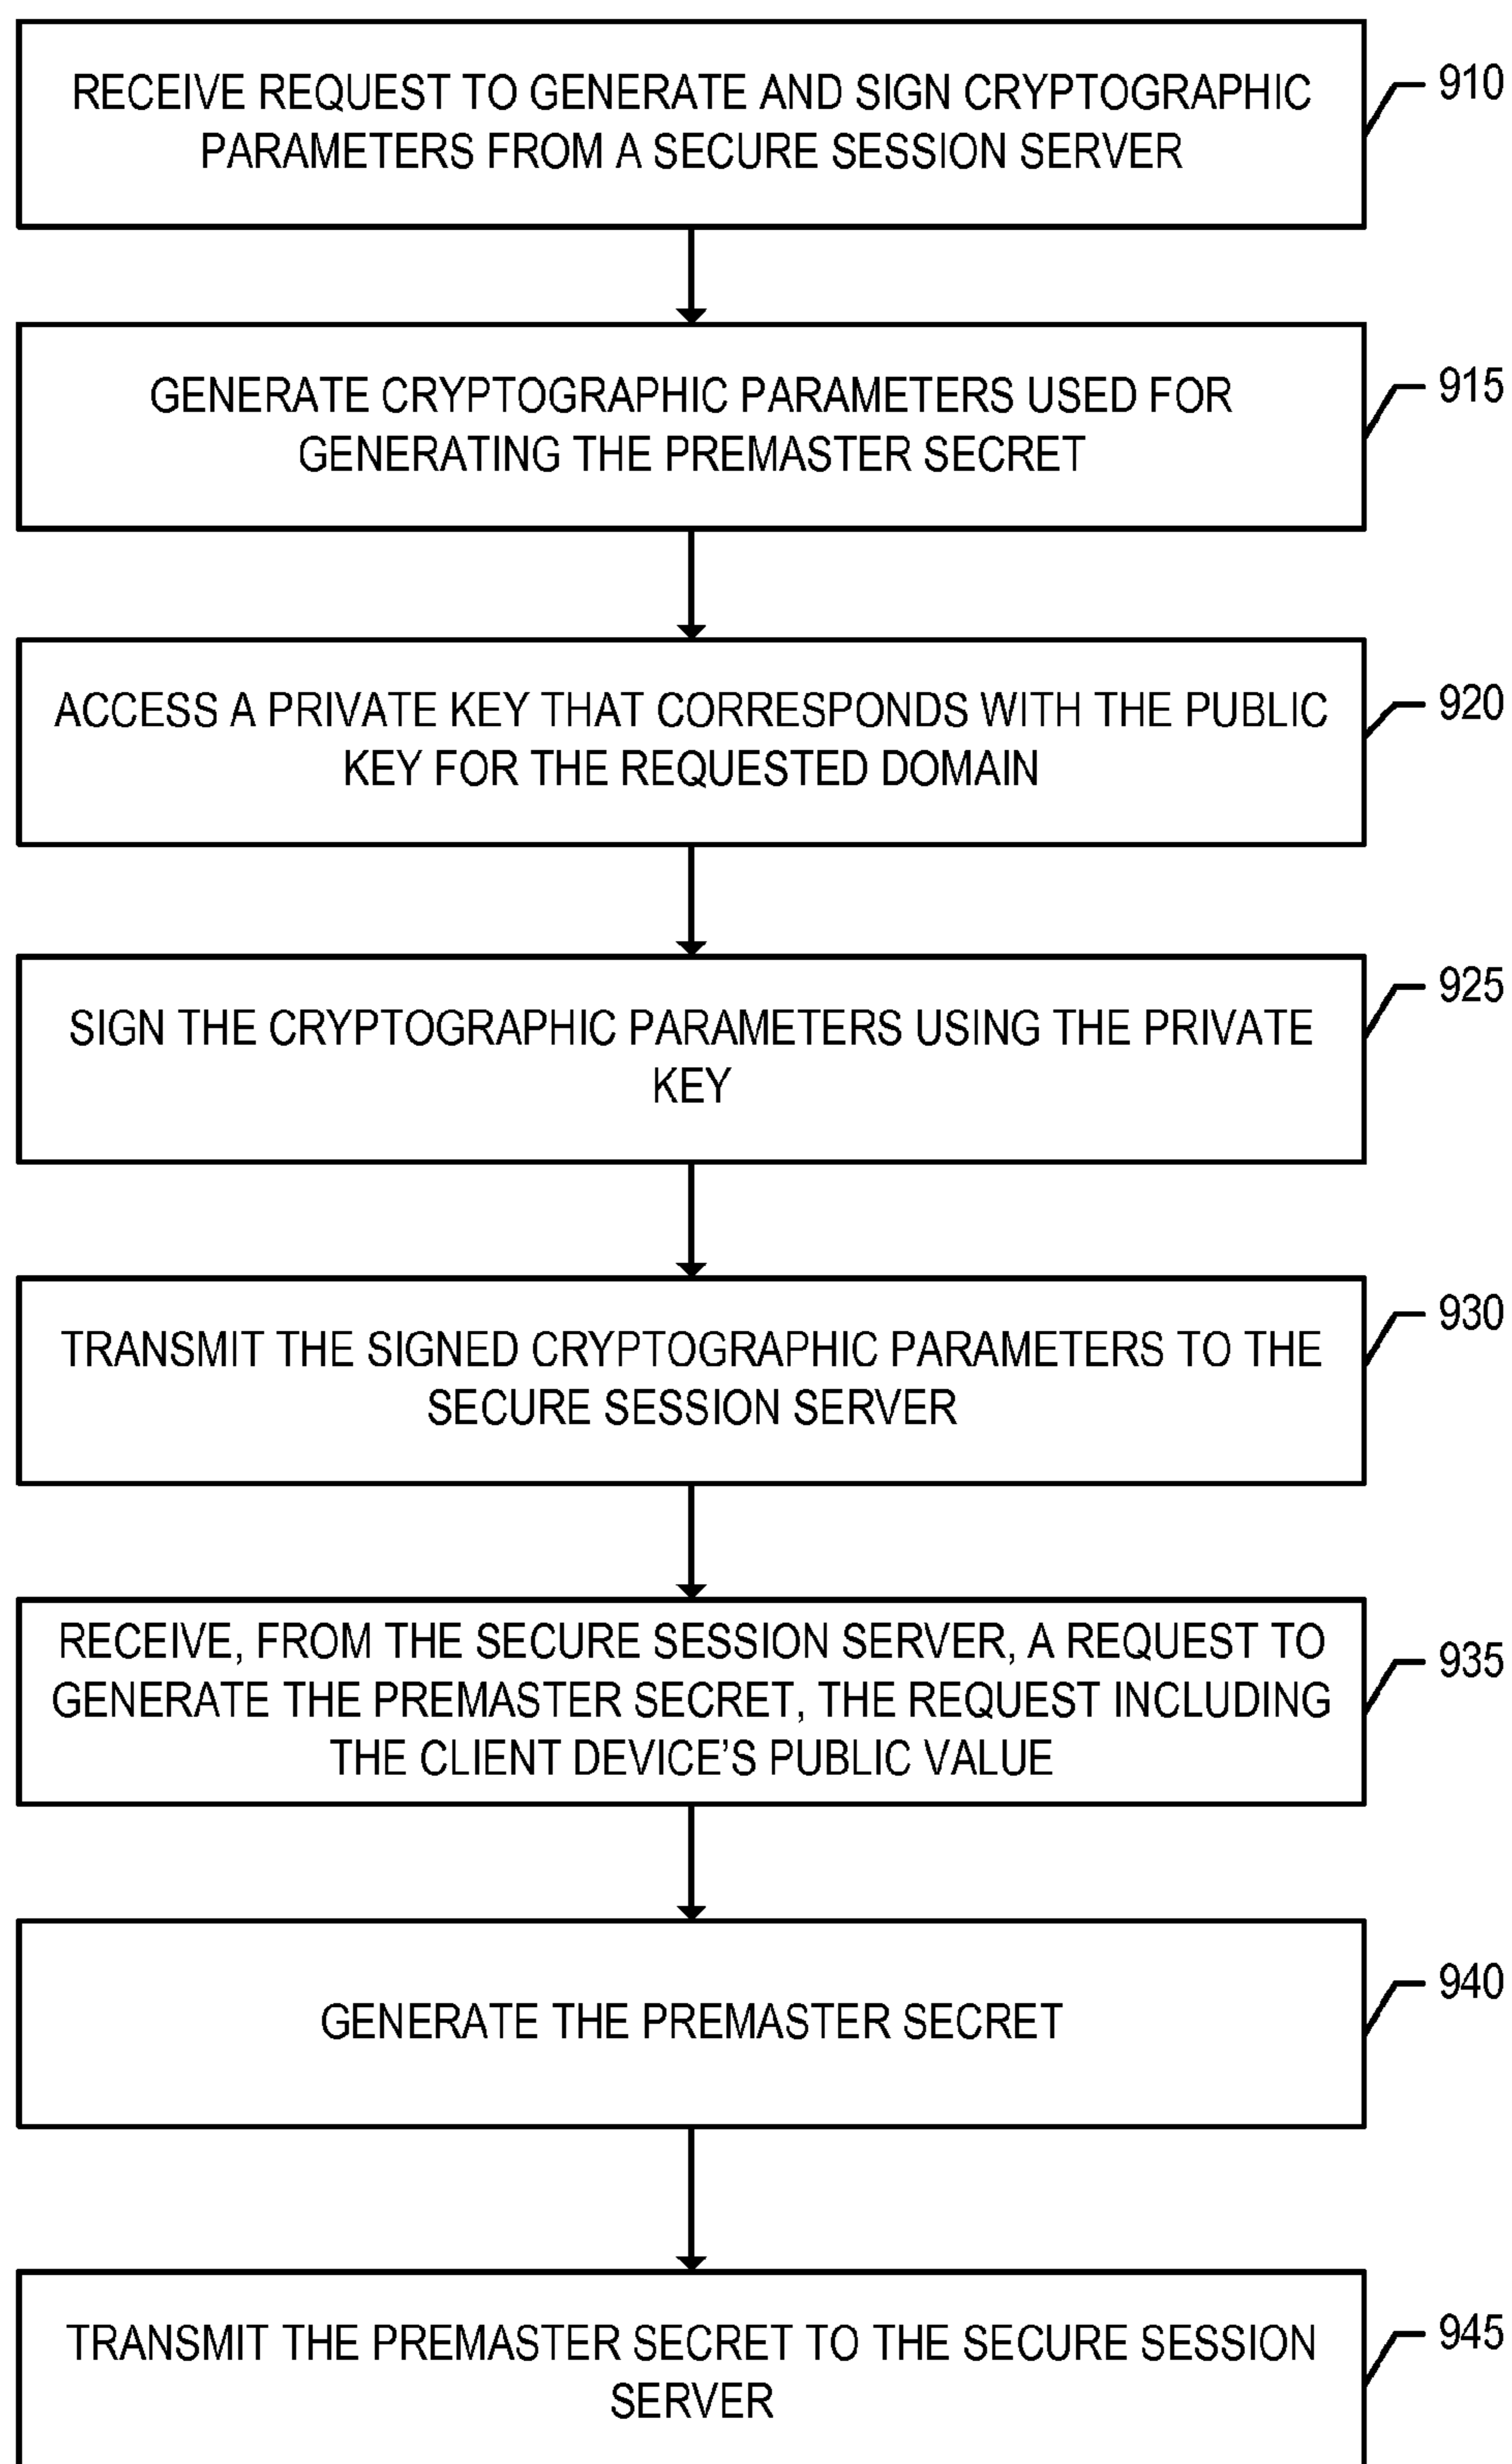 RECEIVE REQUEST TO GENERATE AND SIGN CRYPTOGRAPHIC
PARAMETERS FROM A SECURE SESSION SERVER
910
GENERATE CRYPTOGRAPHIC PARAMETERS USED FOR
GENERATING THE PREMASTER SECRET
915
ACCESS A PRIVATE KEY THAT CORRESPONDS WITH THE PUBLIC
KEY FOR THE REQUESTED DOMAIN
920
SIGN THE CRYPTOGRAPHIC PARAMETERS USING THE PRIVATE
KEY
925
TRANSMIT THE SIGNED CRYPTOGRAPHIC PARAMETERS TO THE
SECURE SESSION SERVER
930
RECEIVE, FROM THE SECURE SESSION SERVER, A REQUEST TO
GENERATE THE PREMASTER SECRET, THE REQUEST INCLUDING
THE CLIENT DEVICE'S PUBLIC VALUE
935
GENERATE THE PREMASTER SECRET
940
TRANSMIT THE PREMASTER SECRET TO THE SECURE SESSION
SERVER
945